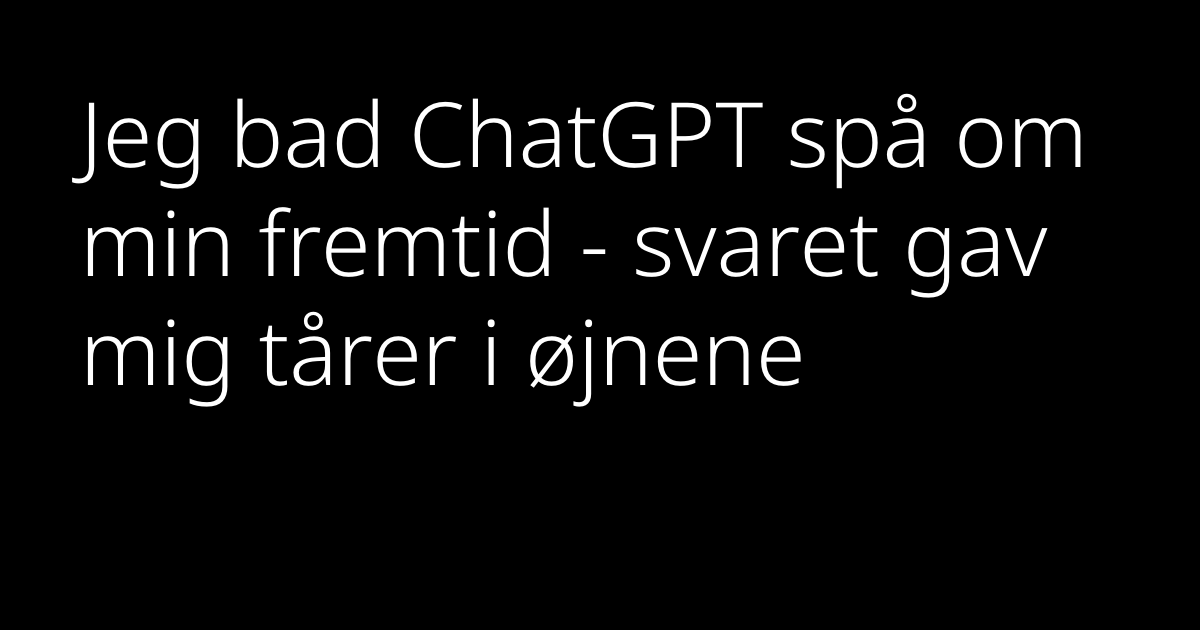 Jeg bad ChatGPT spå om
min fremtid - svaret gav
mig tårer i øjnene